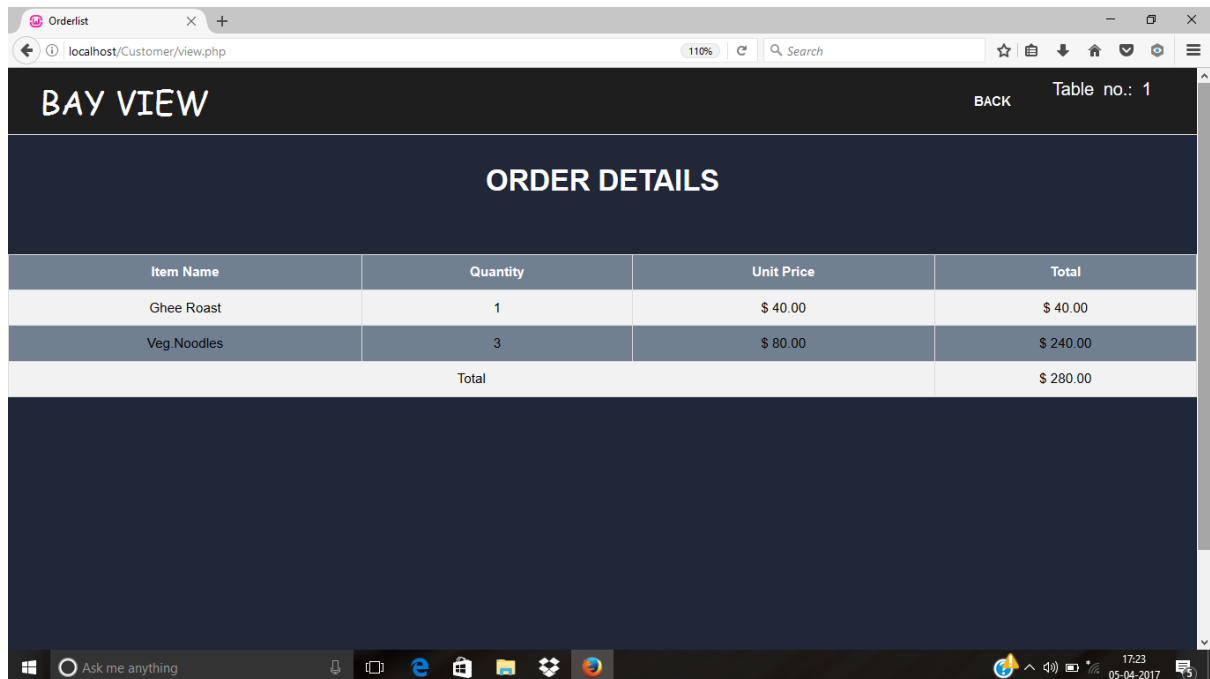 Orderlist
localhost/Customer/view.php 110% Search
BAY VIEW BACK Table no.: 1
ORDER DETAILS
Item Name Quantity Unit Price Total
Ghee Roast 1 $ 40.00 $ 40.00
Veg.Noodles 3 $ 80.00 $ 240.00
Total $ 280.00
Ask me anything 17:23
05-04-2017 5